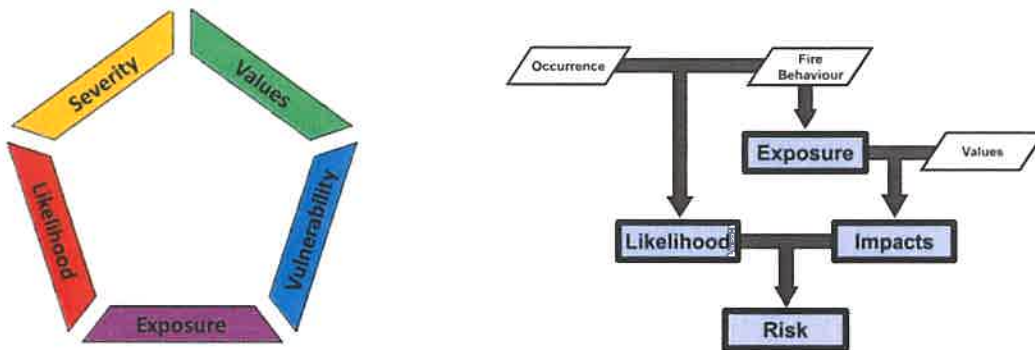 Severity
Values
Likelihood
Vulnerability
Exposure
Occurrence
Fire
Behaviour
Exposure
Values
Likelihood
Impacts
Risk